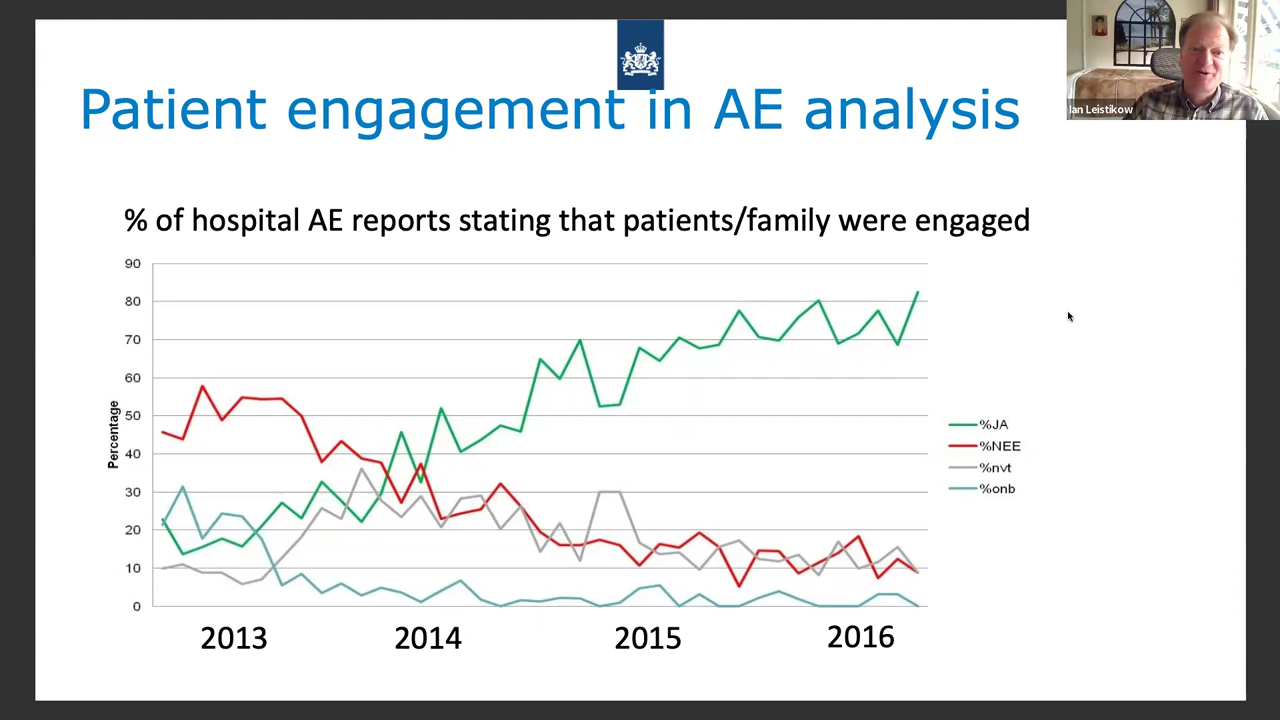 Patient engagement in AE analysis
Ian Leistikow
% of hospital AE reports stating that patients/family were engaged
90
80
70
60
50
40
30
20
10
0
Percentage
%JA
%NEE
%nvt
%onb
2013 2014 2015 2016